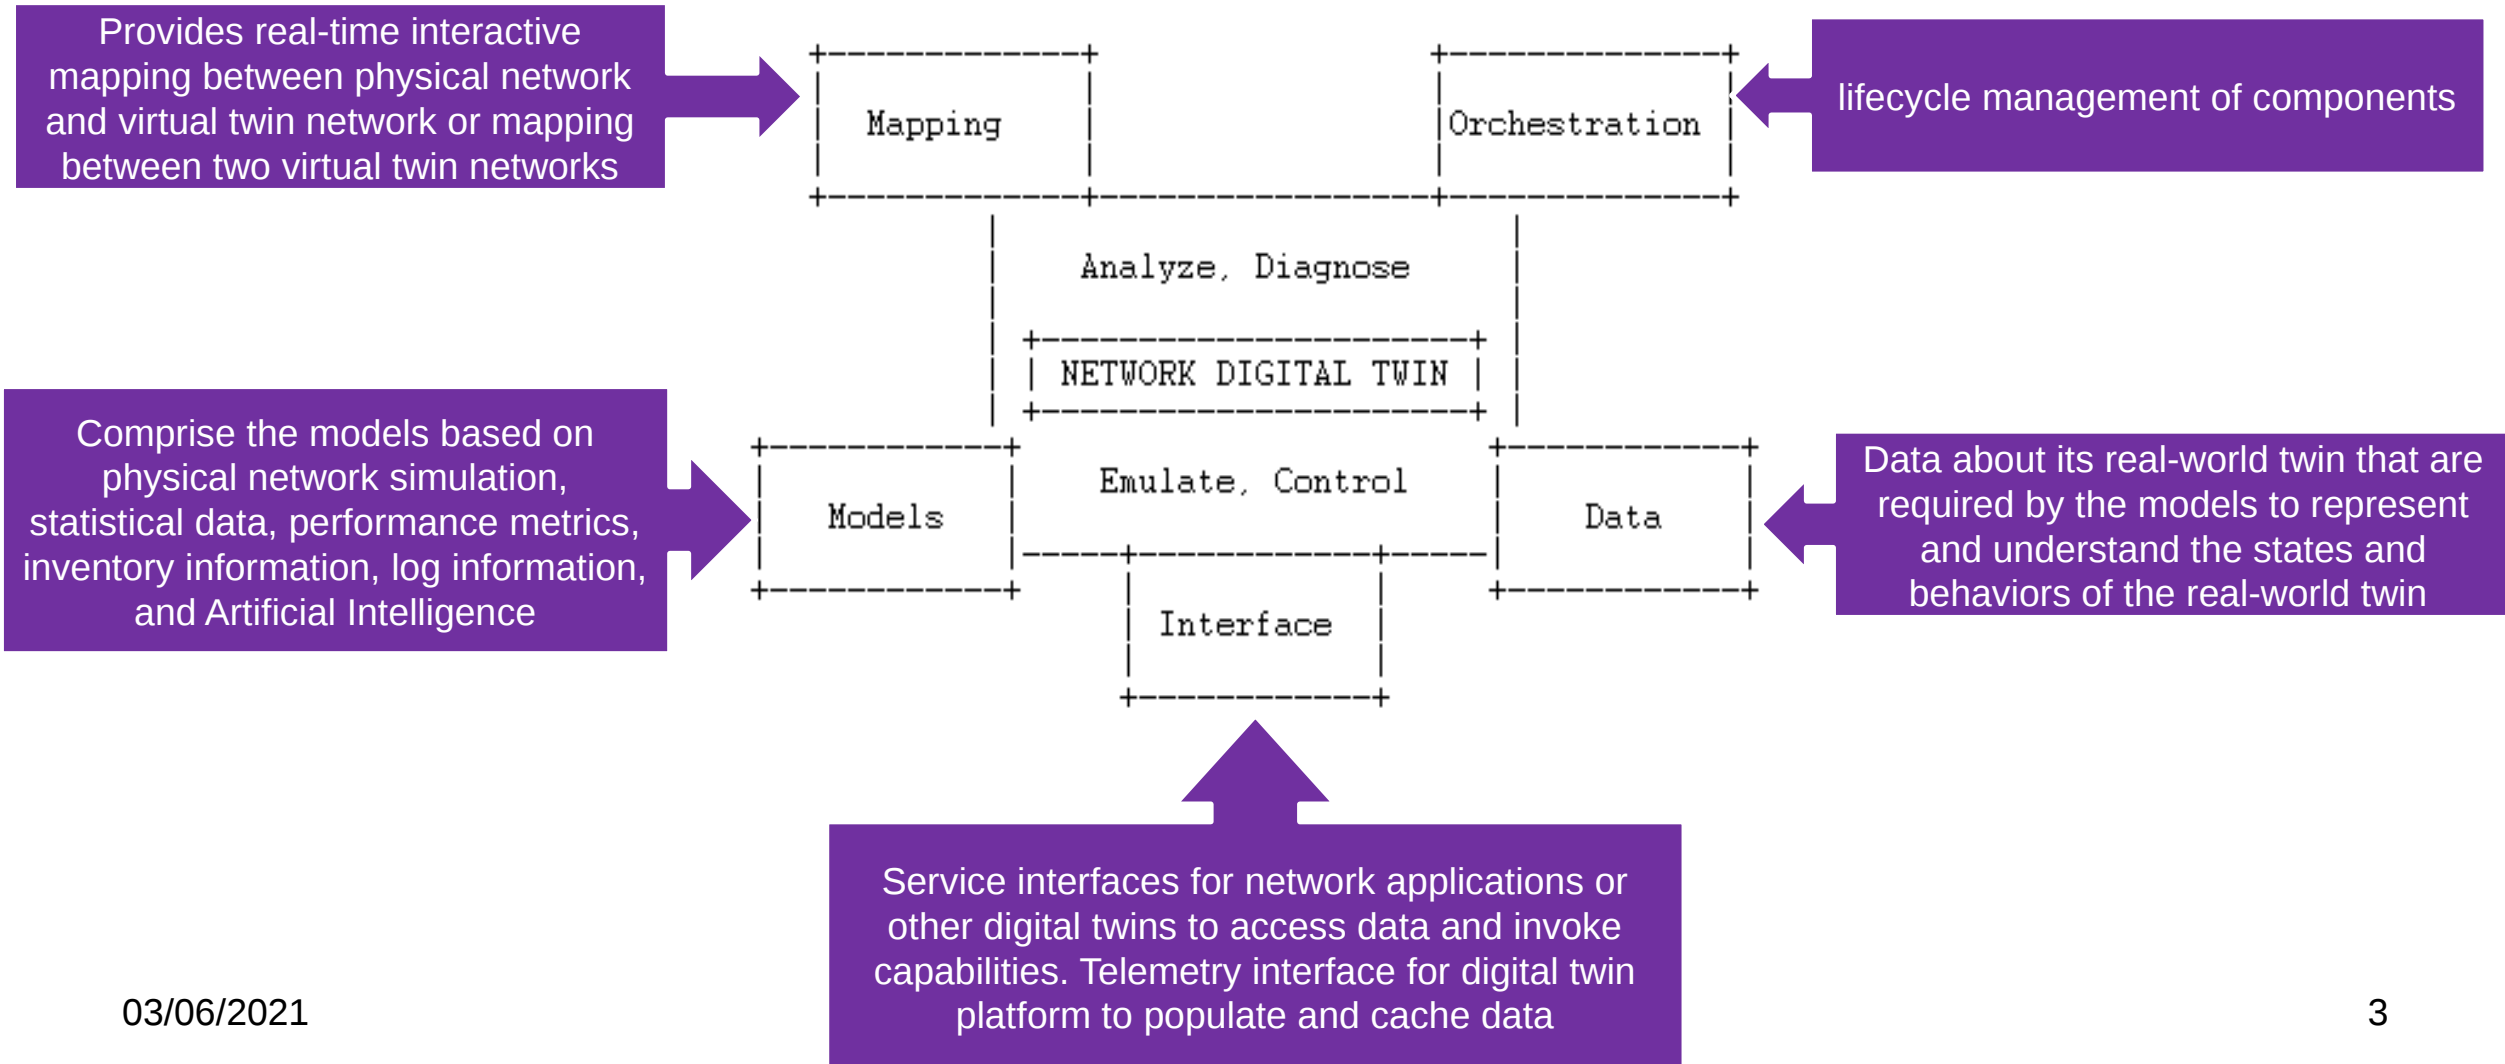 Provides real-time interactive
mapping between physical network
and virtual twin network or mapping
between two virtual twin networks
Mapping
Orchestration
lifecycle management of components
Analyze, Diagnose
NETWORK DIGITAL TWIN
Comprise the models based on
physical network simulation,
statistical data, performance metrics,
inventory information, log information,
and Artificial Intelligence
Models
Emulate, Control
Data
Data about its real-world twin that are
required by the models to represent
and understand the states and
behaviors of the real-world twin
Interface
Service interfaces for network applications or
other digital twins to access data and invoke
capabilities. Telemetry interface for digital twin
platform to populate and cache data
03/06/2021
3